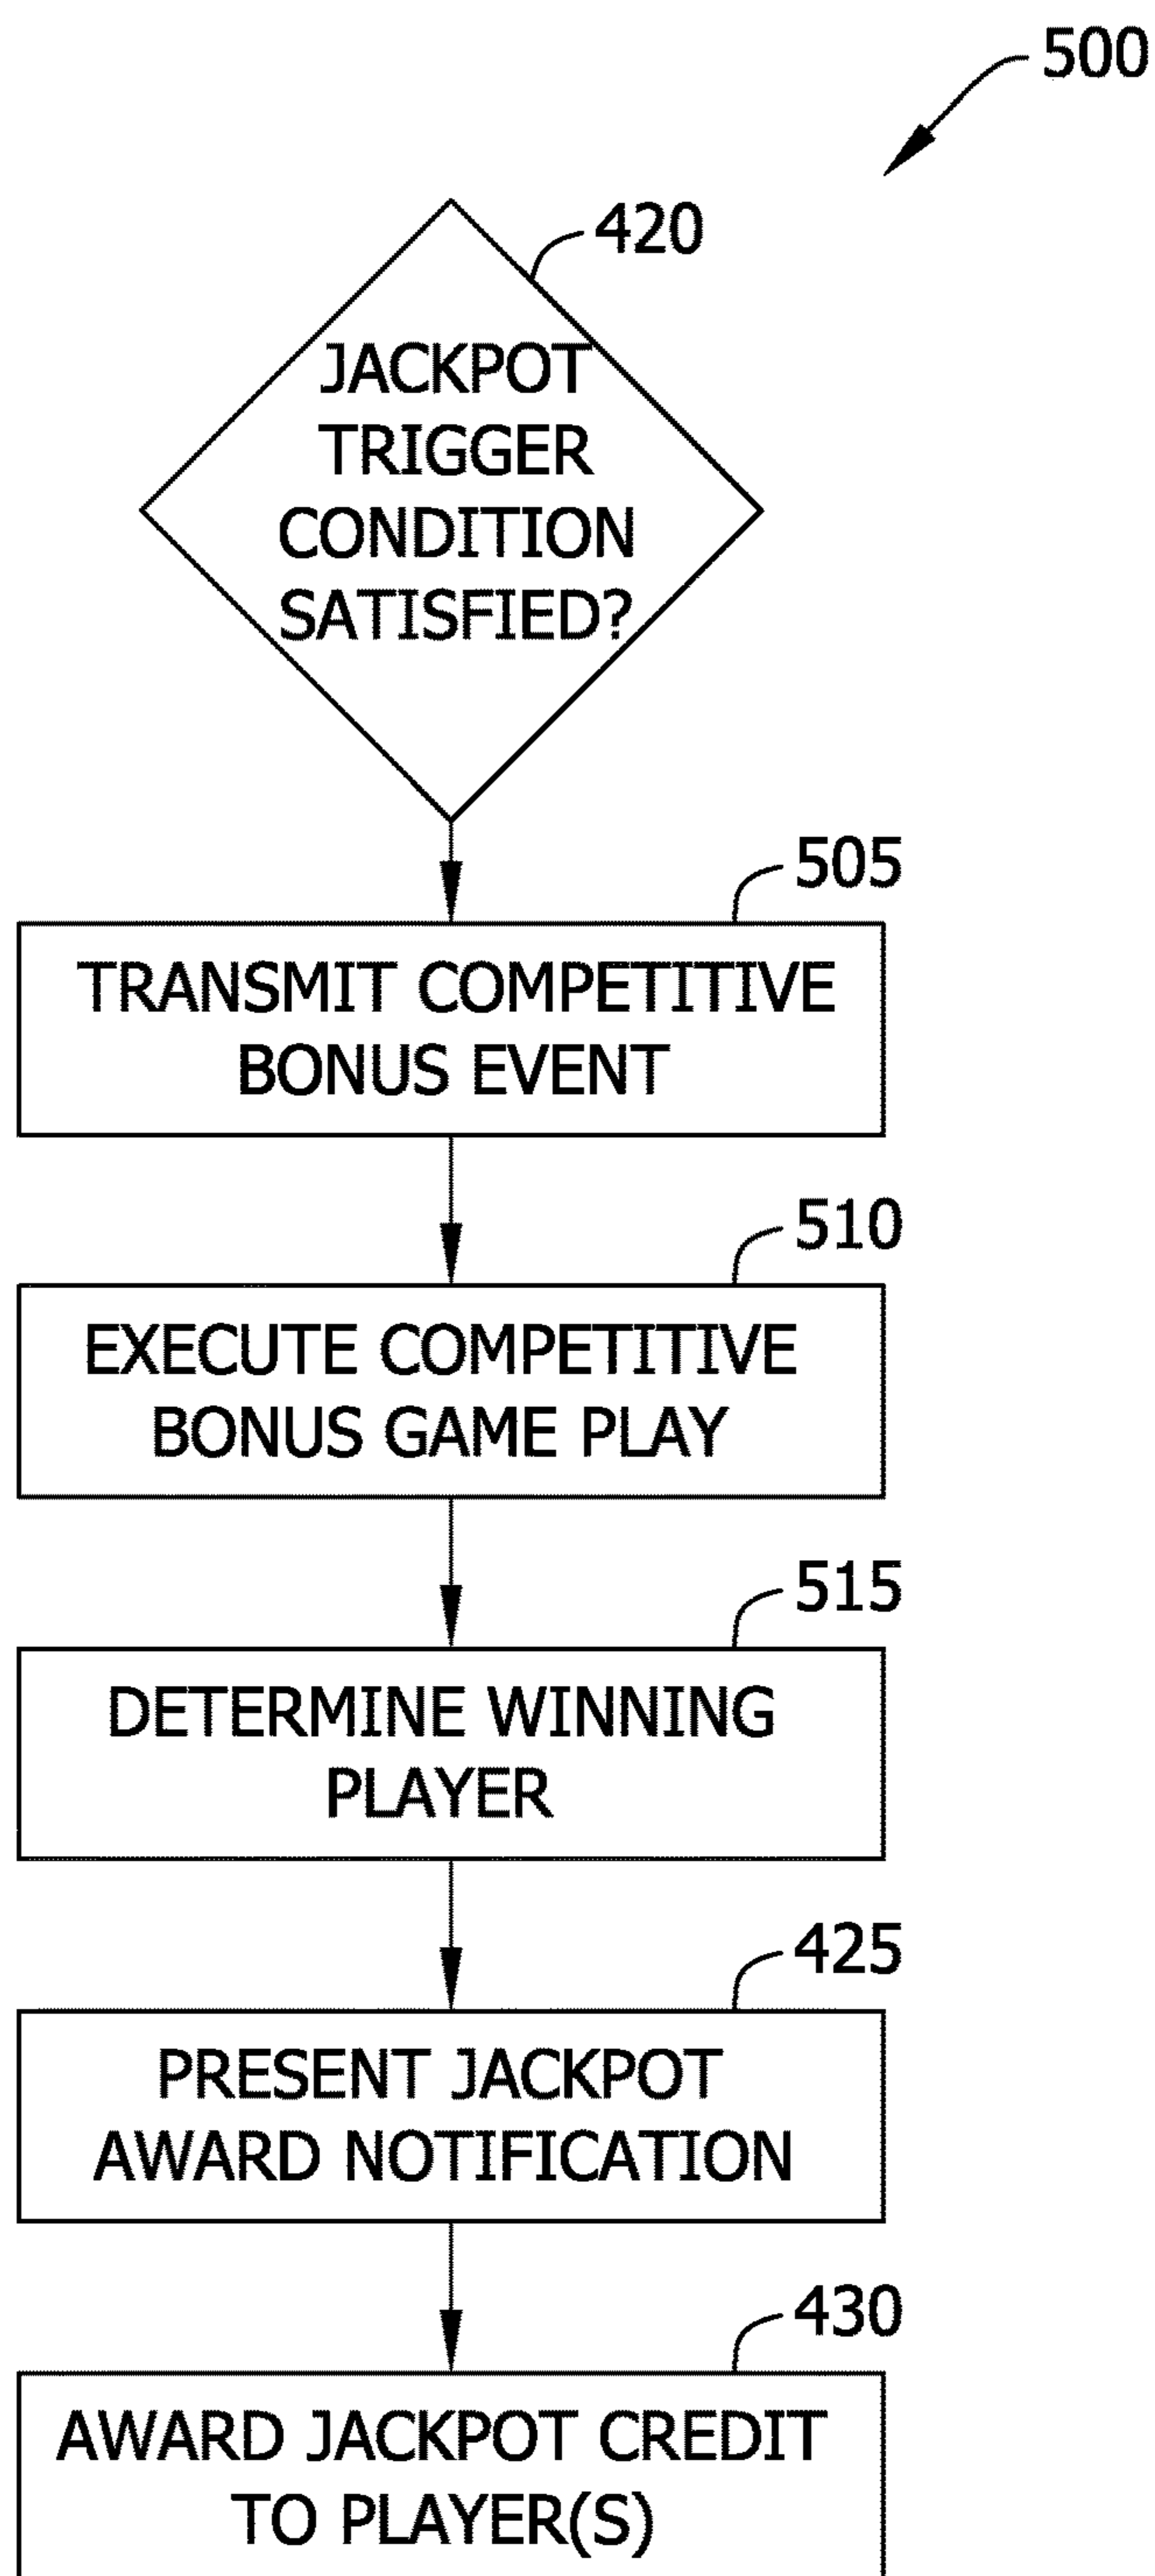 500
420
JACKPOT
TRIGGER
CONDITION
SATISFIED?
505
TRANSMIT COMPETITIVE
BONUS EVENT
510
EXECUTE COMPETITIVE
BONUS GAME PLAY
515
DETERMINE WINNING
PLAYER
425
PRESENT JACKPOT
AWARD NOTIFICATION
430
AWARD JACKPOT CREDIT
TO PLAYER(S)